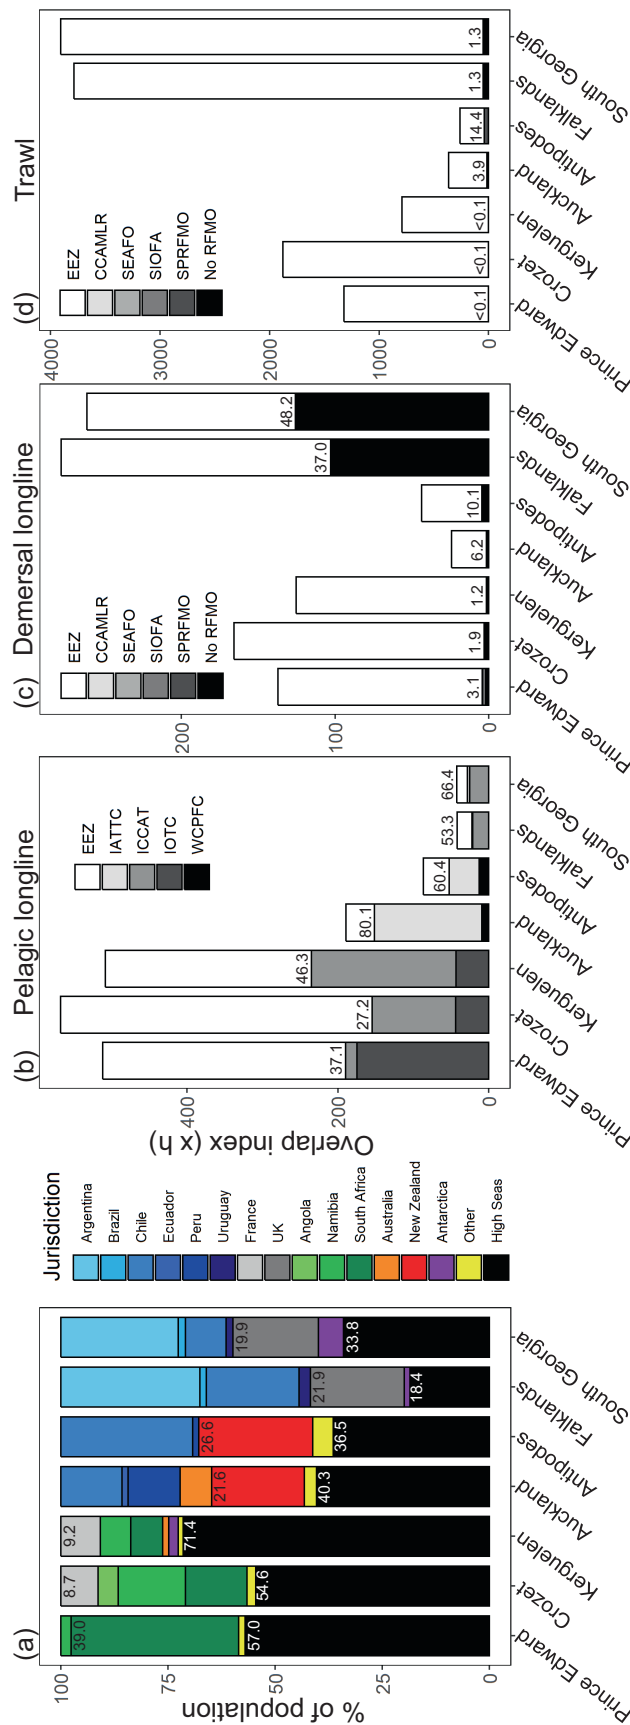 (a)
% of population
100
75
50
25
0
39.0
57.0
8.7
54.6
9.2
71.4
21.6
40.3
26.6
36.5
21.9
18.4
19.9
33.8
Prince Edward
Crozet
Kerguelen
Auckland
Antipodes
Falklands
South Georgia
Jurisdiction
Argentina
Brazil
Chile
Ecuador
Peru
Uruguay
France
UK
Angola
Namibia
South Africa
Australia
New Zealand
Antarctica
Other
High Seas
(b) Pelagic longline
Overlap index (x h)
400
200
0
EEZ
IATTC
ICCAT
IOTC
WCPFC
37.1
27.2
46.3
80.1
60.4
53.3
66.4
Prince Edward
Crozet
Kerguelen
Auckland
Antipodes
Falklands
South Georgia
(c) Demersal longline
200
100
0
EEZ
CCAMLR
SEAFO
SIOFA
SPRFMO
No RFMO
3.1
1.9
1.2
6.2
10.1
37.0
48.2
Prince Edward
Crozet
Kerguelen
Auckland
Antipodes
Falklands
South Georgia
(d) Trawl
4000
3000
2000
1000
0
EEZ
CCAMLR
SEAFO
SIOFA
SPRFMO
No RFMO
<0.1
<0.1
<0.1
3.9
14.4
1.3
1.3
Prince Edward
Crozet
Kerguelen
Auckland
Antipodes
Falklands
South Georgia